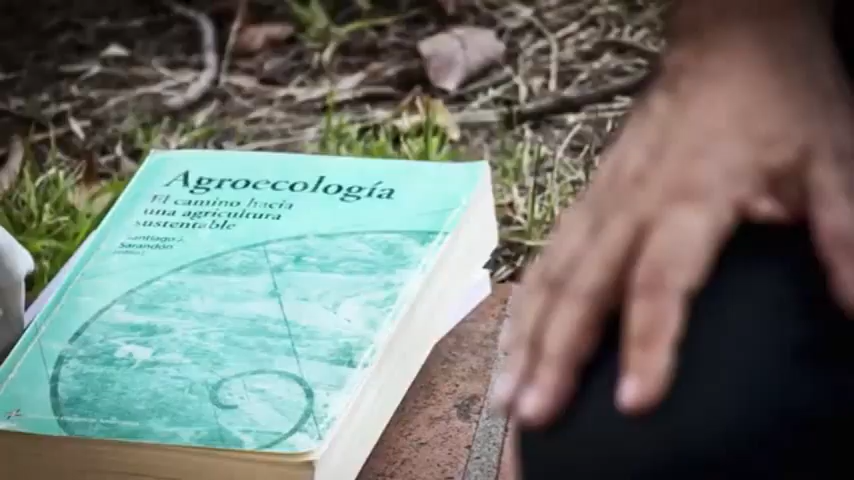 Agroecología
El camino hacia
una agricultura
sustentable
Santiago J.
Sarandón